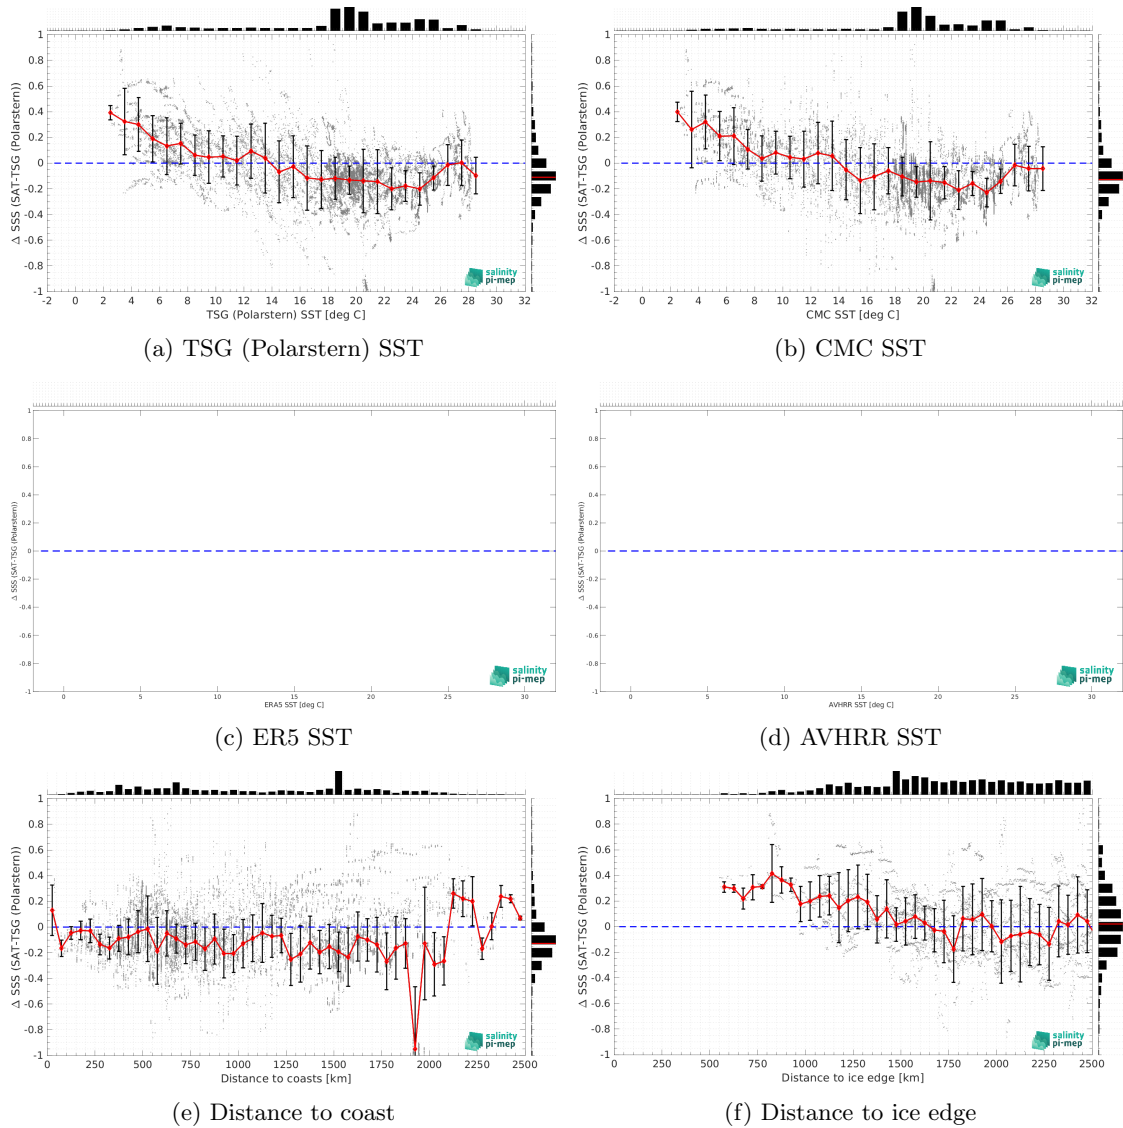 1
0.8
0.6
0.4
0.2
0
-0.2
-0.4
-0.6
-0.8
-1
Δ SSS (SAT-TSG (Polarstern))
salinity
pi-mep
-2 0 2 4 6 8 10 12 14 16 18 20 22 24 26 28 30 32
TSG (Polarstern) SST [deg C]
(a) TSG (Polarstern) SST
1
0.8
0.6
0.4
0.2
0
-0.2
-0.4
-0.6
-0.8
-1
Δ SSS (SAT-TSG (Polarstern))
salinity
pi-mep
-2 0 2 4 6 8 10 12 14 16 18 20 22 24 26 28 30 32
CMC SST [deg C]
(b) CMC SST
1
0.8
0.6
0.4
0.2
0
-0.2
-0.4
-0.6
-0.8
-1
Δ SSS (SAT-TSG (Polarstern))
salinity
pi-mep
0 5 10 15 20 25 30
ERA5 SST [deg C]
(c) ER5 SST
1
0.8
0.6
0.4
0.2
0
-0.2
-0.4
-0.6
-0.8
-1
Δ SSS (SAT-TSG (Polarstern))
salinity
pi-mep
0 5 10 15 20 25 30
AVHRR SST [deg C]
(d) AVHRR SST
1
0.8
0.6
0.4
0.2
0
-0.2
-0.4
-0.6
-0.8
-1
Δ SSS (SAT-TSG (Polarstern))
salinity
pi-mep
0 250 500 750 1000 1250 1500 1750 2000 2250 2500
Distance to coasts [km]
(e) Distance to coast
1
0.8
0.6
0.4
0.2
0
-0.2
-0.4
-0.6
-0.8
-1
Δ SSS (SAT-TSG (Polarstern))
salinity
pi-mep
0 250 500 750 1000 1250 1500 1750 2000 2250 2500
Distance to ice edge [km]
(f) Distance to ice edge